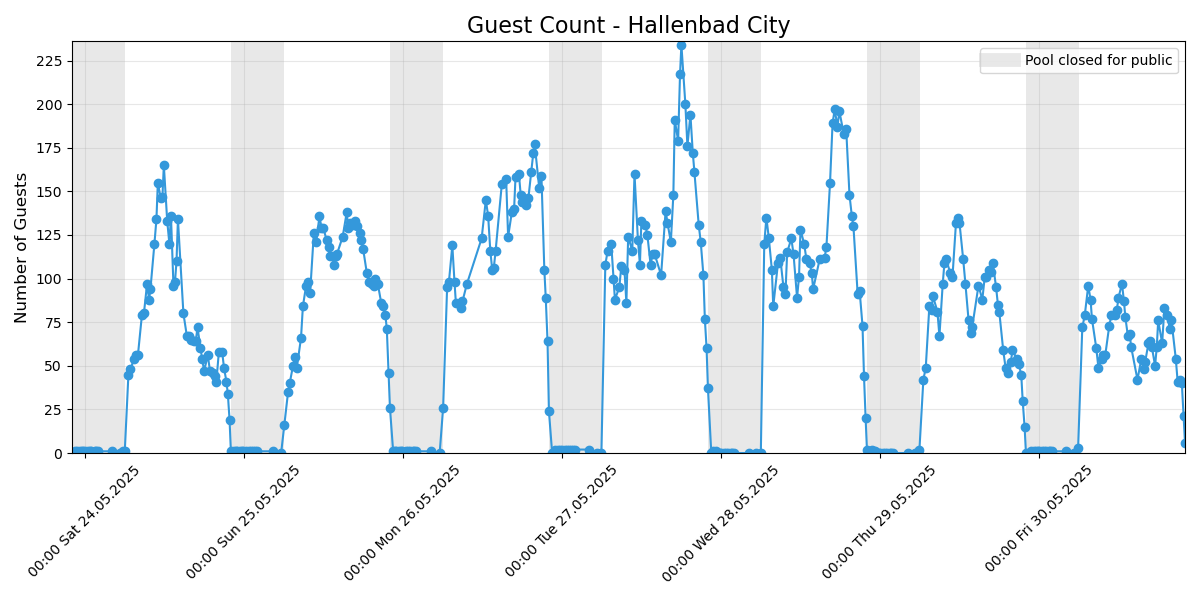 Guest Count - Hallenbad City
Pool closed for public
Number of Guests
225
200
175
150
125
100
75
50
25
0
00:00 Sat 24.05.2025
00:00 Sun 25.05.2025
00:00 Mon 26.05.2025
00:00 Tue 27.05.2025
00:00 Wed 28.05.2025
00:00 Thu 29.05.2025
00:00 Fri 30.05.2025